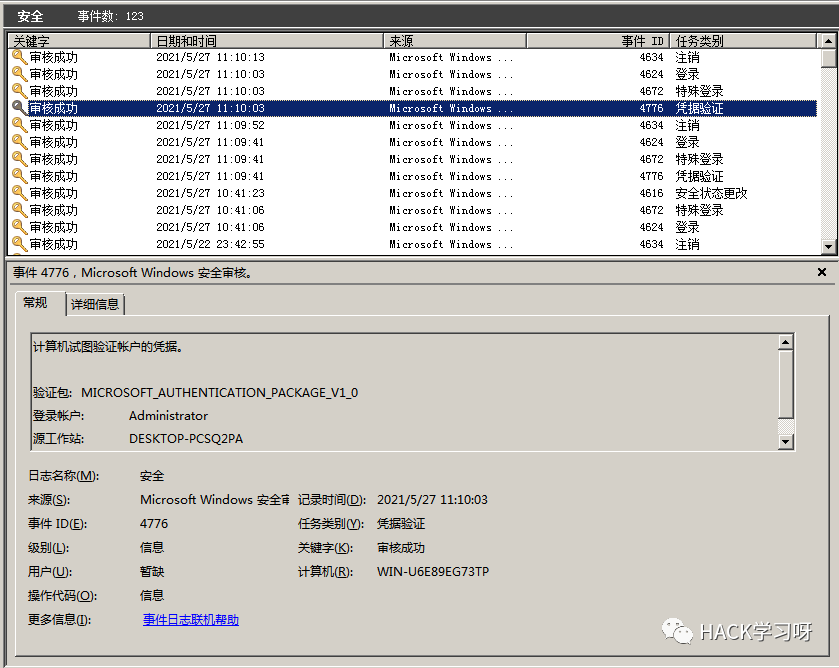 安全 事件数: 123
关键字 日期和时间 来源 事件 ID 任务类别
审核成功 2021/5/27 11:10:13 Microsoft Windows ... 4634 注销
审核成功 2021/5/27 11:10:03 Microsoft Windows ... 4624 登录
审核成功 2021/5/27 11:10:03 Microsoft Windows ... 4672 特殊登录
审核成功 2021/5/27 11:10:03 Microsoft Windows ... 4776 凭据验证
审核成功 2021/5/27 11:09:52 Microsoft Windows ... 4634 注销
审核成功 2021/5/27 11:09:41 Microsoft Windows ... 4624 登录
审核成功 2021/5/27 11:09:41 Microsoft Windows ... 4672 特殊登录
审核成功 2021/5/27 11:09:41 Microsoft Windows ... 4776 凭据验证
审核成功 2021/5/27 10:41:23 Microsoft Windows ... 4616 安全状态更改
审核成功 2021/5/27 10:41:06 Microsoft Windows ... 4672 特殊登录
审核成功 2021/5/27 10:41:06 Microsoft Windows ... 4624 登录
审核成功 2021/5/22 23:42:55 Microsoft Windows ... 4634 注销
事件 4776，Microsoft Windows 安全审核。
常规 详细信息
计算机试图验证帐户的凭据。
验证包: MICROSOFT_AUTHENTICATION_PACKAGE_V1_0
登录帐户: Administrator
源工作站: DESKTOP-PCSQ2PA
日志名称(M): 安全
来源(S): Microsoft Windows 安全审 记录时间(D): 2021/5/27 11:10:03
事件 ID(E): 4776 任务类别(Y): 凭据验证
级别(L): 信息 关键字(K): 审核成功
用户(U): 暂缺 计算机(R): WIN-U6E89EG73TP
操作代码(O): 信息
更多信息(I): 事件日志联机帮助
HACK学习呀